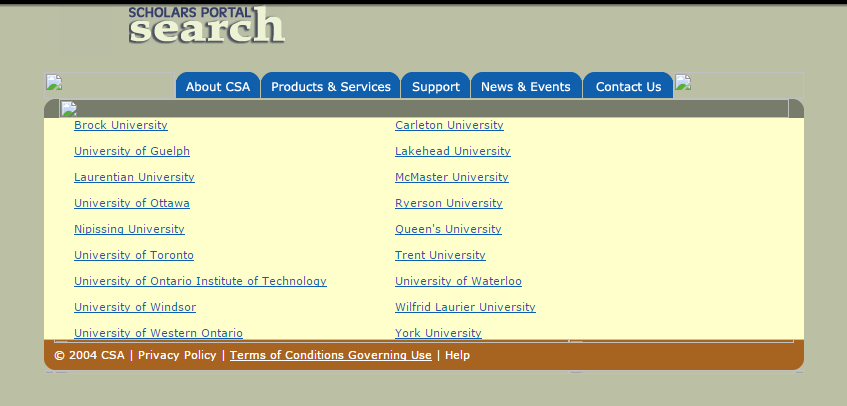 SCHOLARS PORTAL
search
About CSA Products & Services Support News & Events Contact Us
Brock University Carleton University
University of Guelph Lakehead University
Laurentian University McMaster University
University of Ottawa Ryerson University
Nipissing University Queen's University
University of Toronto Trent University
University of Ontario Institute of Technology University of Waterloo
University of Windsor Wilfrid Laurier University
University of Western Ontario York University
© 2004 CSA | Privacy Policy | Terms of Conditions Governing Use | Help